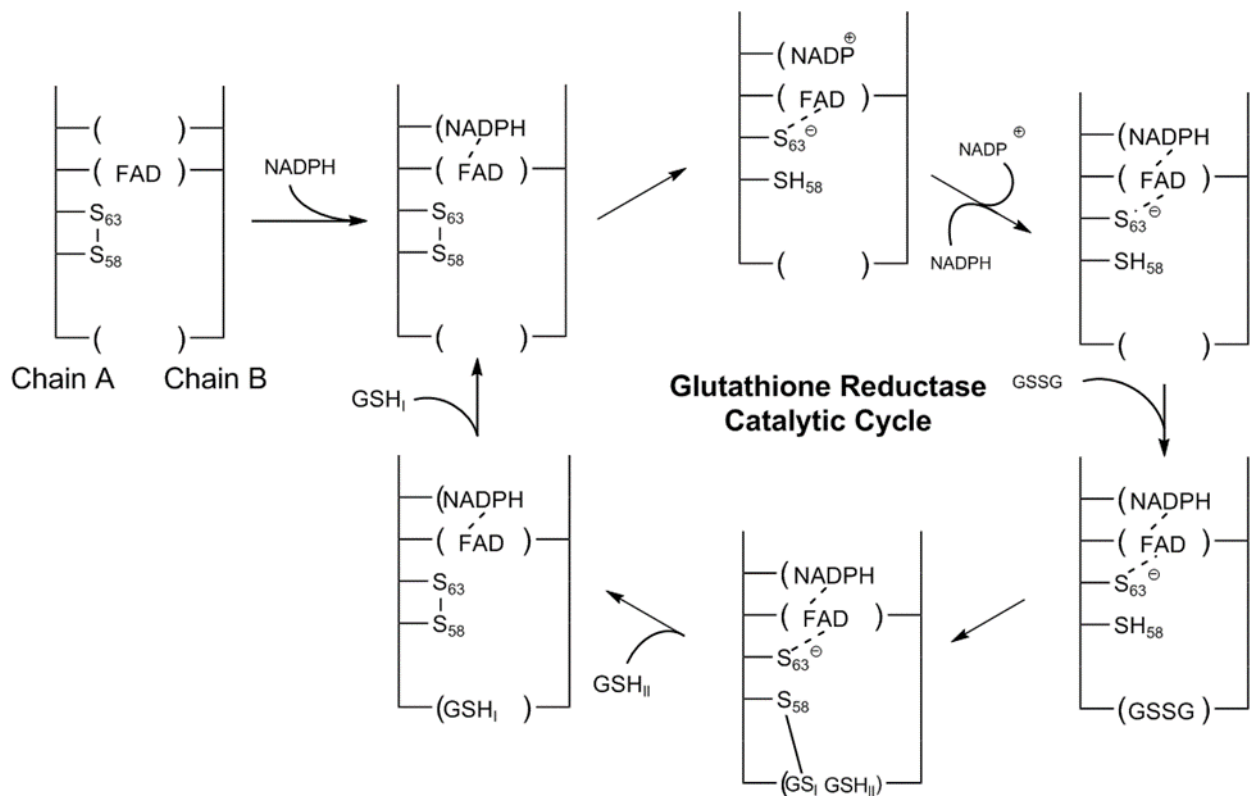 ( )
( FAD )
S63
S58
( )
Chain A Chain B
NADPH
(NADPH
( FAD )
S63
S58
( )
(NADP⊕
( FAD )
S63⊖
SH58
( )
NADP⊕
NADPH
(NADPH
( FAD )
S63⊖
SH58
( )
Glutathione Reductase
Catalytic Cycle
GSSG
(NADPH
( FAD )
S63⊖
SH58
(GSSG)
(NADPH
( FAD )
S63⊖
S58
(GSI GSHII)
GSHII
(NADPH
( FAD )
S63
S58
(GSHI )
GSHI